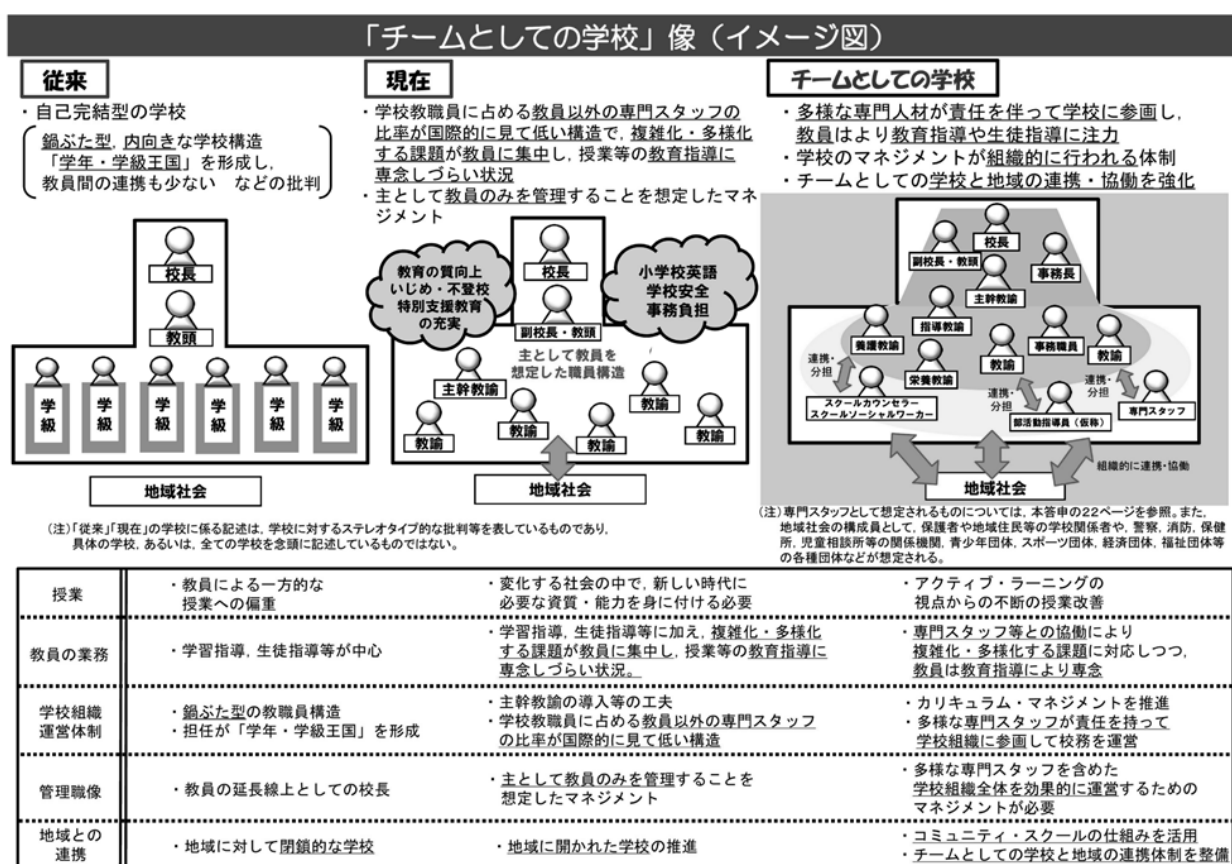 「チームとしての学校」像（イメージ図）
従来
・自己完結型の学校
鍋ぶた型，内向きな学校構造
「学年・学級王国」を形成し，
教員間の連携も少ない　などの批判
校長
教頭
学級
学級
学級
学級
学級
学級
地域社会
現在
・学校教職員に占める教員以外の専門スタッフの
比率が国際的に見て低い構造で，複雑化・多様化
する課題が教員に集中し，授業等の教育指導に
専念しづらい状況
・主として教員のみを管理することを想定したマネ
ジメント
教育の質向上
いじめ・不登校
特別支援教育
の充実
校長
小学校英語
学校安全
事務負担
副校長・教頭
主として教員を
想定した職員構造
主幹教諭
教諭
教諭
教諭
教諭
教諭
地域社会
チームとしての学校
・多様な専門人材が責任を伴って学校に参画し，
教員はより教育指導や生徒指導に注力
・学校のマネジメントが組織的に行われる体制
・チームとしての学校と地域の連携・協働を強化
校長
副校長・教頭
事務長
主幹教諭
指導教諭
養護教諭
教諭
事務職員
教諭
栄養教諭
連携・
分担
連携・
分担
連携・
分担
スクールカウンセラー
スクールソーシャルワーカー
部活動指導員（仮称）
専門スタッフ
組織的に連携・協働
地域社会
（注）「従来」「現在」の学校に係る記述は，学校に対するステレオタイプ的な批判等を表しているものであり，
具体の学校，あるいは，全ての学校を念頭に記述しているものではない。
（注）専門スタッフとして想定されるものについては，本答申の22ページを参照。また，
地域社会の構成員として，保護者や地域住民等の学校関係者や，警察，消防，保健
所，児童相談所等の関係機関，青少年団体，スポーツ団体，経済団体，福祉団体等
の各種団体などが想定される。
授業
・教員による一方的な
授業への偏重
・変化する社会の中で，新しい時代に
必要な資質・能力を身に付ける必要
・アクティブ・ラーニングの
視点からの不断の授業改善
教員の業務
・学習指導，生徒指導等が中心
・学習指導，生徒指導等に加え，複雑化・多様化
する課題が教員に集中し，授業等の教育指導に
専念しづらい状況。
・専門スタッフ等との協働により
複雑化・多様化する課題に対応しつつ，
教員は教育指導により専念
学校組織
運営体制
・鍋ぶた型の教職員構造
・担任が「学年・学級王国」を形成
・主幹教諭の導入等の工夫
・学校教職員に占める教員以外の専門スタッフ
の比率が国際的に見て低い構造
・カリキュラム・マネジメントを推進
・多様な専門スタッフが責任を持って
学校組織に参画して校務を運営
管理職像
・教員の延長線上としての校長
・主として教員のみを管理することを
想定したマネジメント
・多様な専門スタッフを含めた
学校組織全体を効果的に運営するための
マネジメントが必要
地域との
連携
・地域に対して閉鎖的な学校
・地域に開かれた学校の推進
・コミュニティ・スクールの仕組みを活用
・チームとしての学校と地域の連携体制を整備